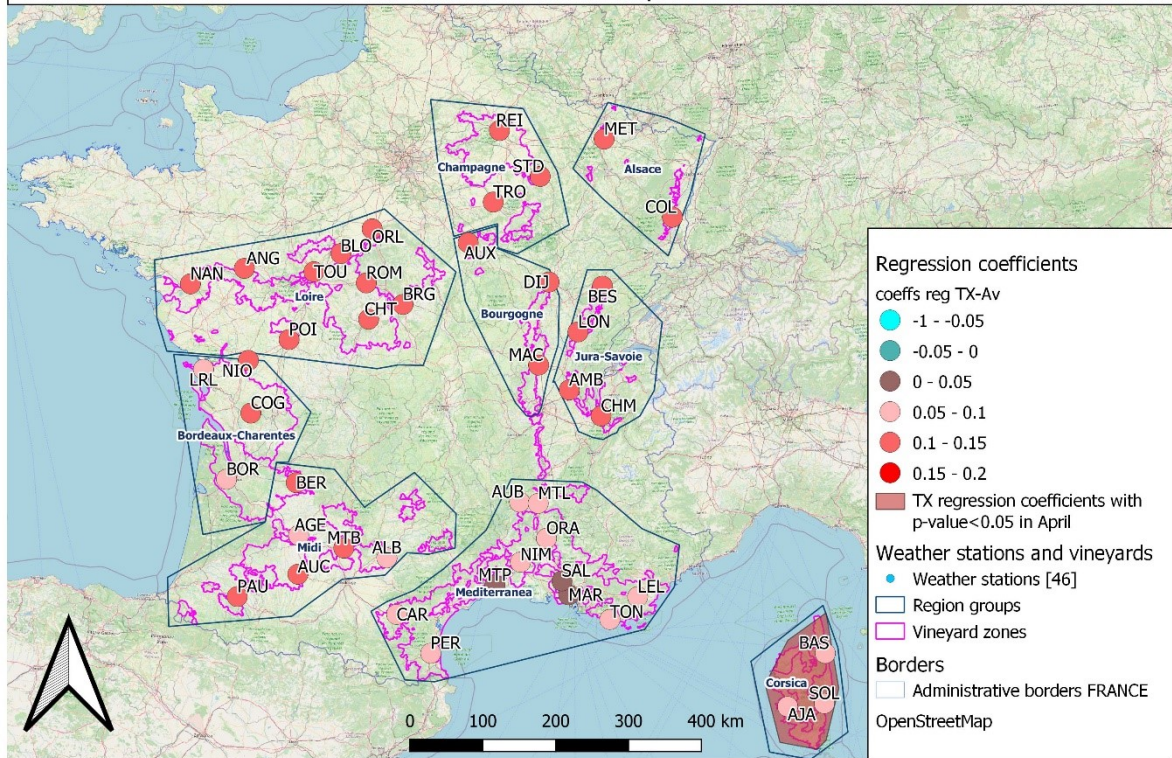 REI
MET
Champagne
STD
Alsace
TRO
COL
ORL
BLO
AUX
ANG
NAN
TOU
ROM
DIJ
BES
Loire
BRG
CHT
Bourgogne
LON
POI
MAC
Jura-Savoie
NIO
LRL
AMB
COG
CHM
Bordeaux-Charentes
BOR
BER
AUB
MTL
AGE
ORA
Midi
MTB
ALB
NIM
AUC
MTP
SAL
PAU
Mediterranea
MAR
LEL
CAR
TON
PER
BAS
Corsica
SOL
AJA
0 100 200 300 400 km
Regression coefficients
coeffs reg TX-Av
-1 - -0.05
-0.05 - 0
0 - 0.05
0.05 - 0.1
0.1 - 0.15
0.15 - 0.2
TX regression coefficients with
p-value<0.05 in April
Weather stations and vineyards
Weather stations [46]
Region groups
Vineyard zones
Borders
Administrative borders FRANCE
OpenStreetMap